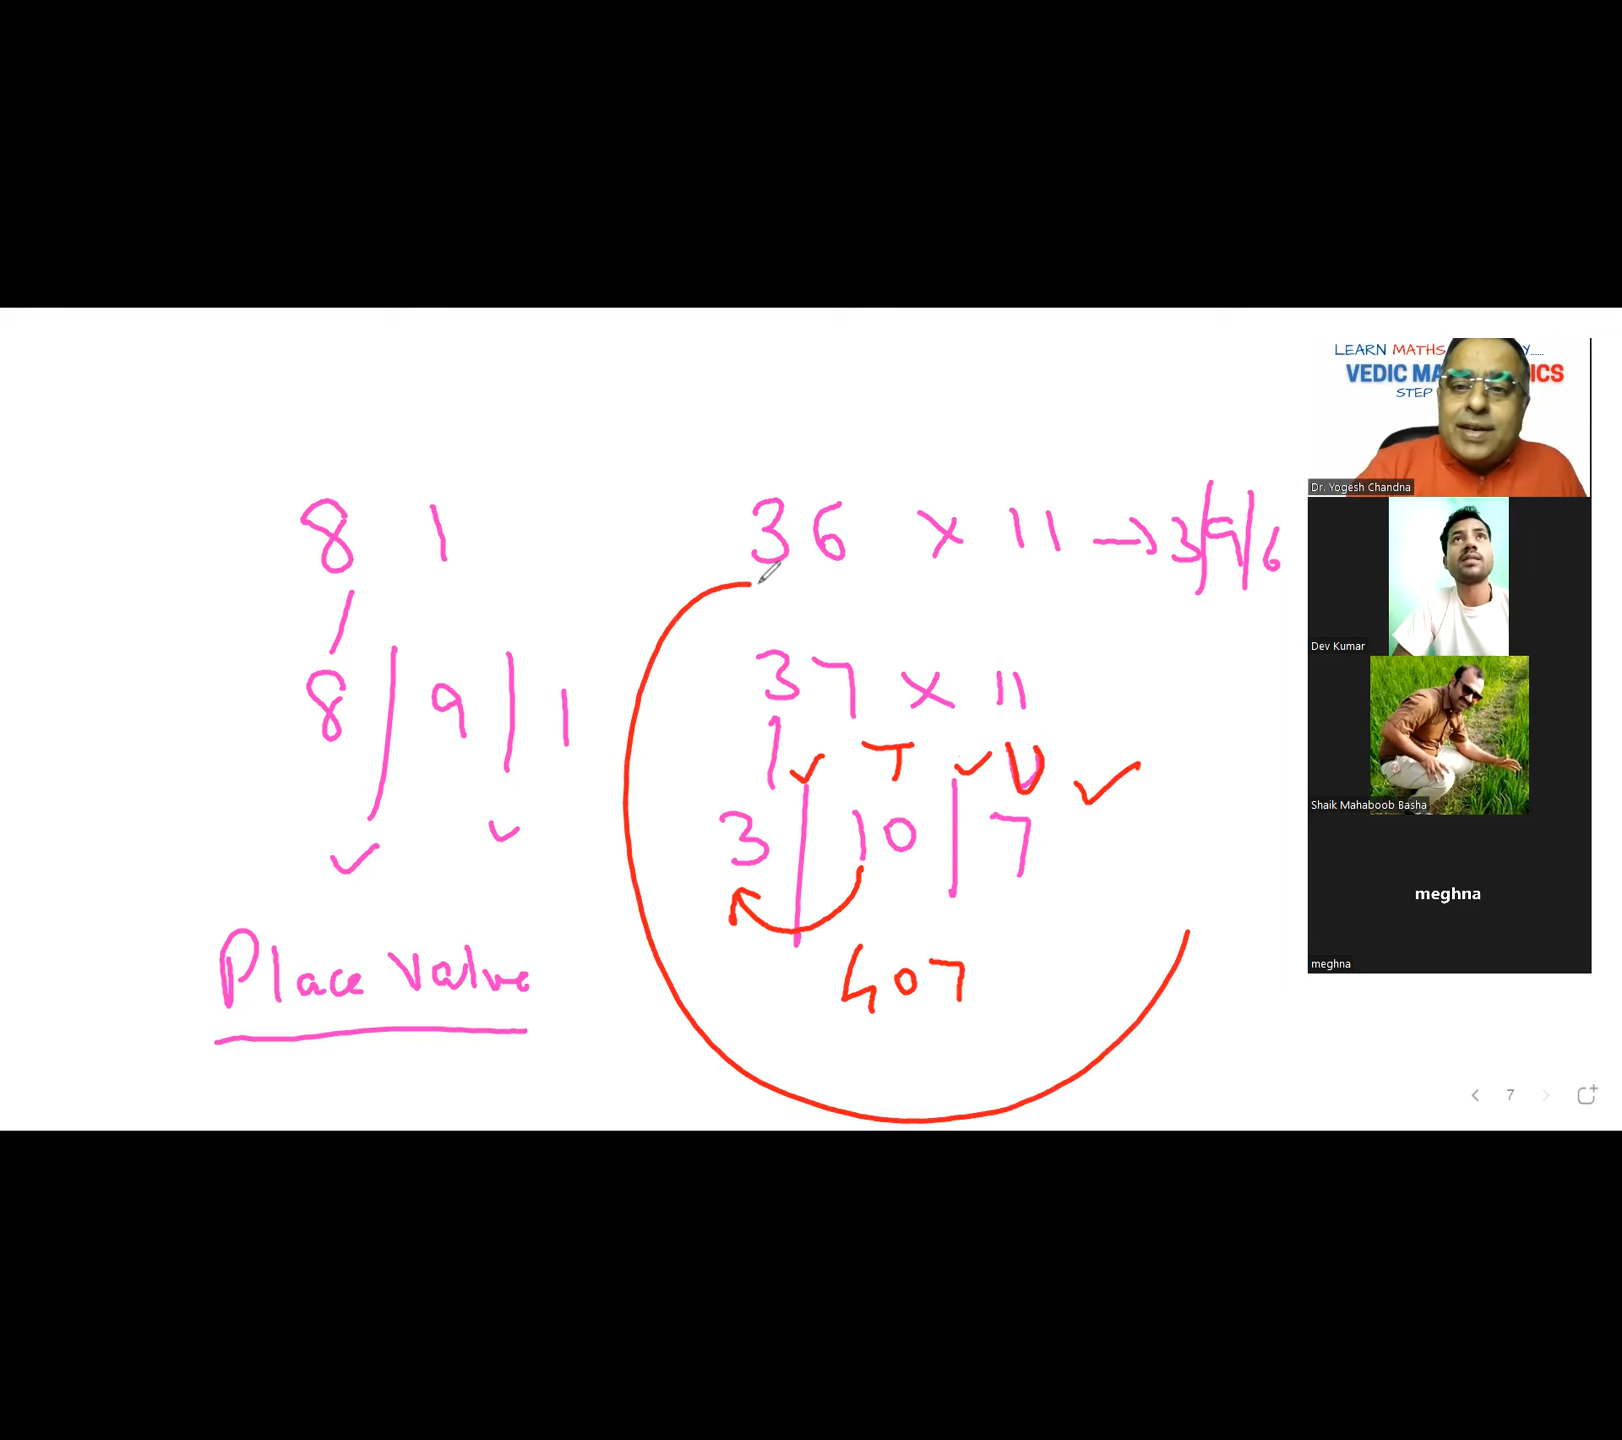 LEARN MATHS Y.....
VEDIC MA ICS
STEP
Dr. Yogesh Chandna
Dev Kumar
Shaik Mahaboob Basha
meghna
meghna
8 1
8/9|1
Place Value
36 × 11 → 3/9/6
37 × 11
T U
3|10|7
407
7